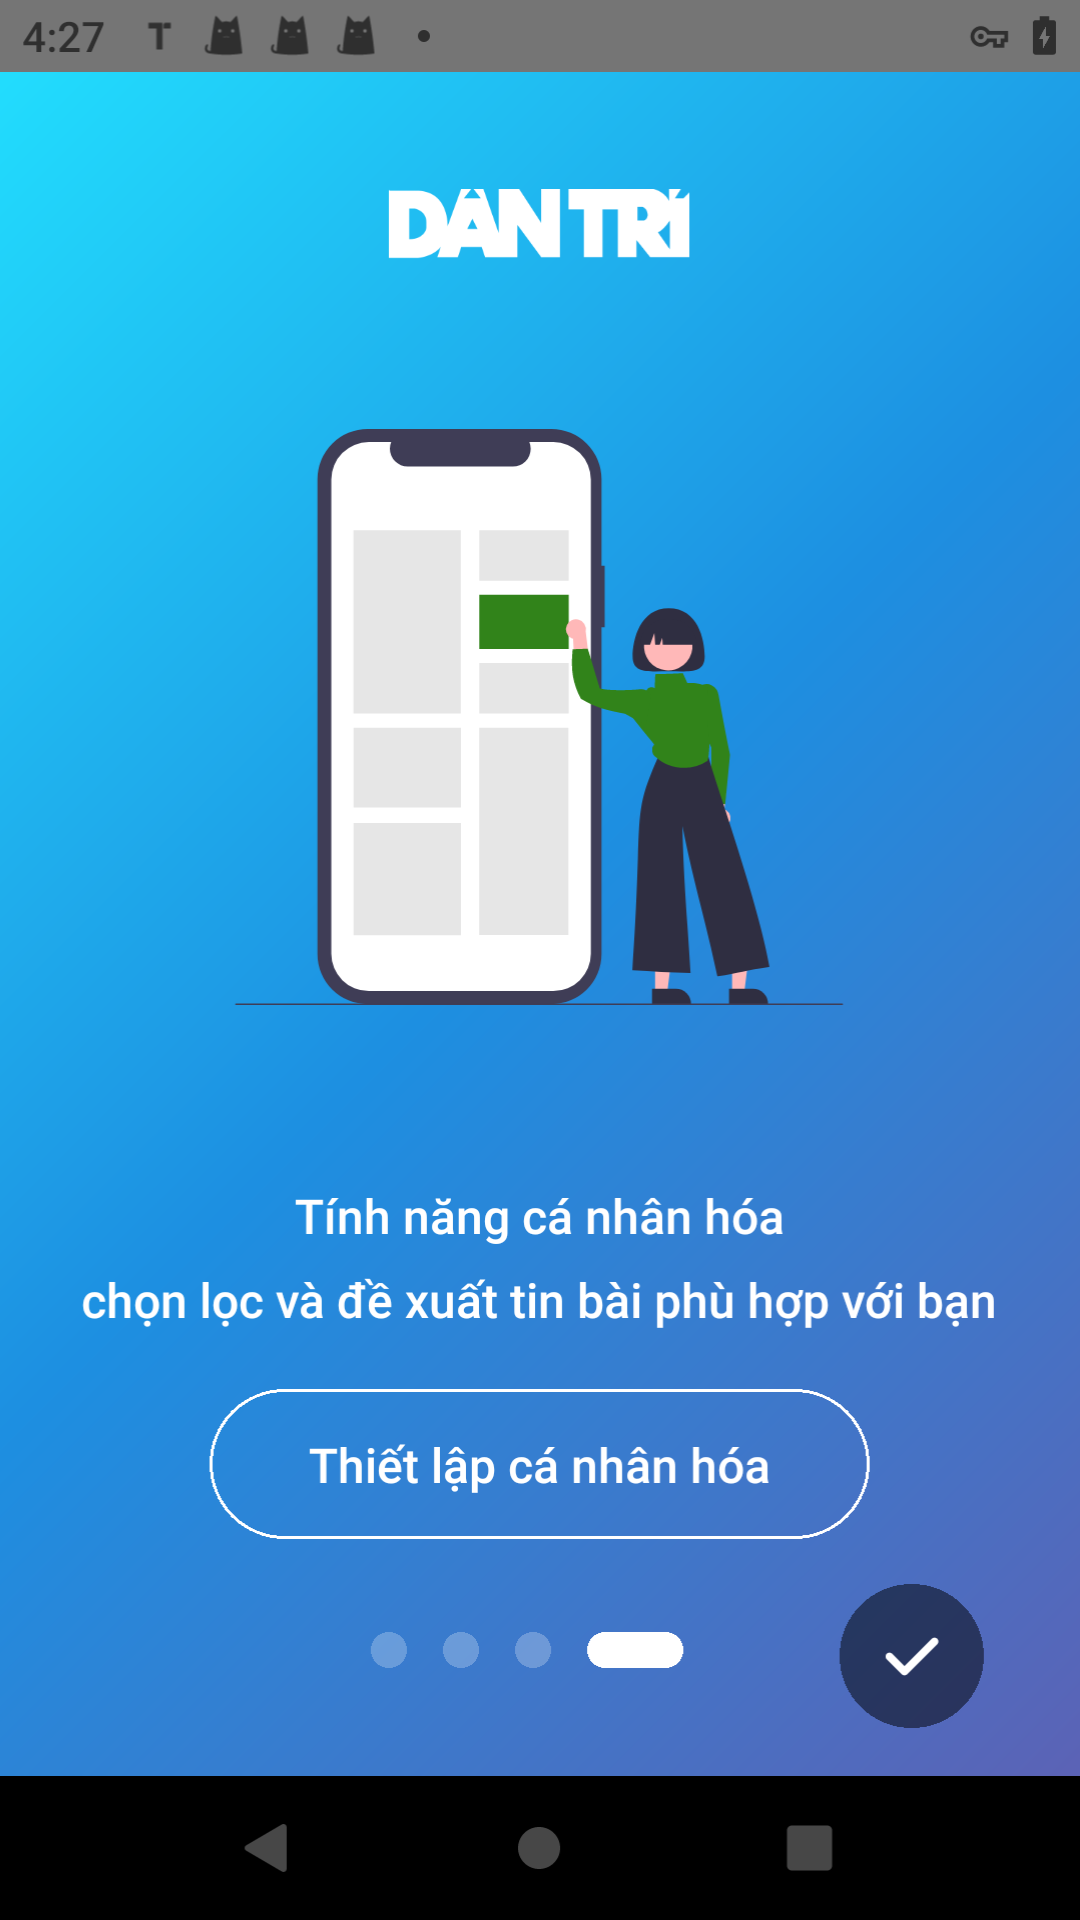 4:27
DÂN TRÍ
Tính năng cá nhân hóa
chọn lọc và đề xuất tin bài phù hợp với bạn
Thiết lập cá nhân hóa